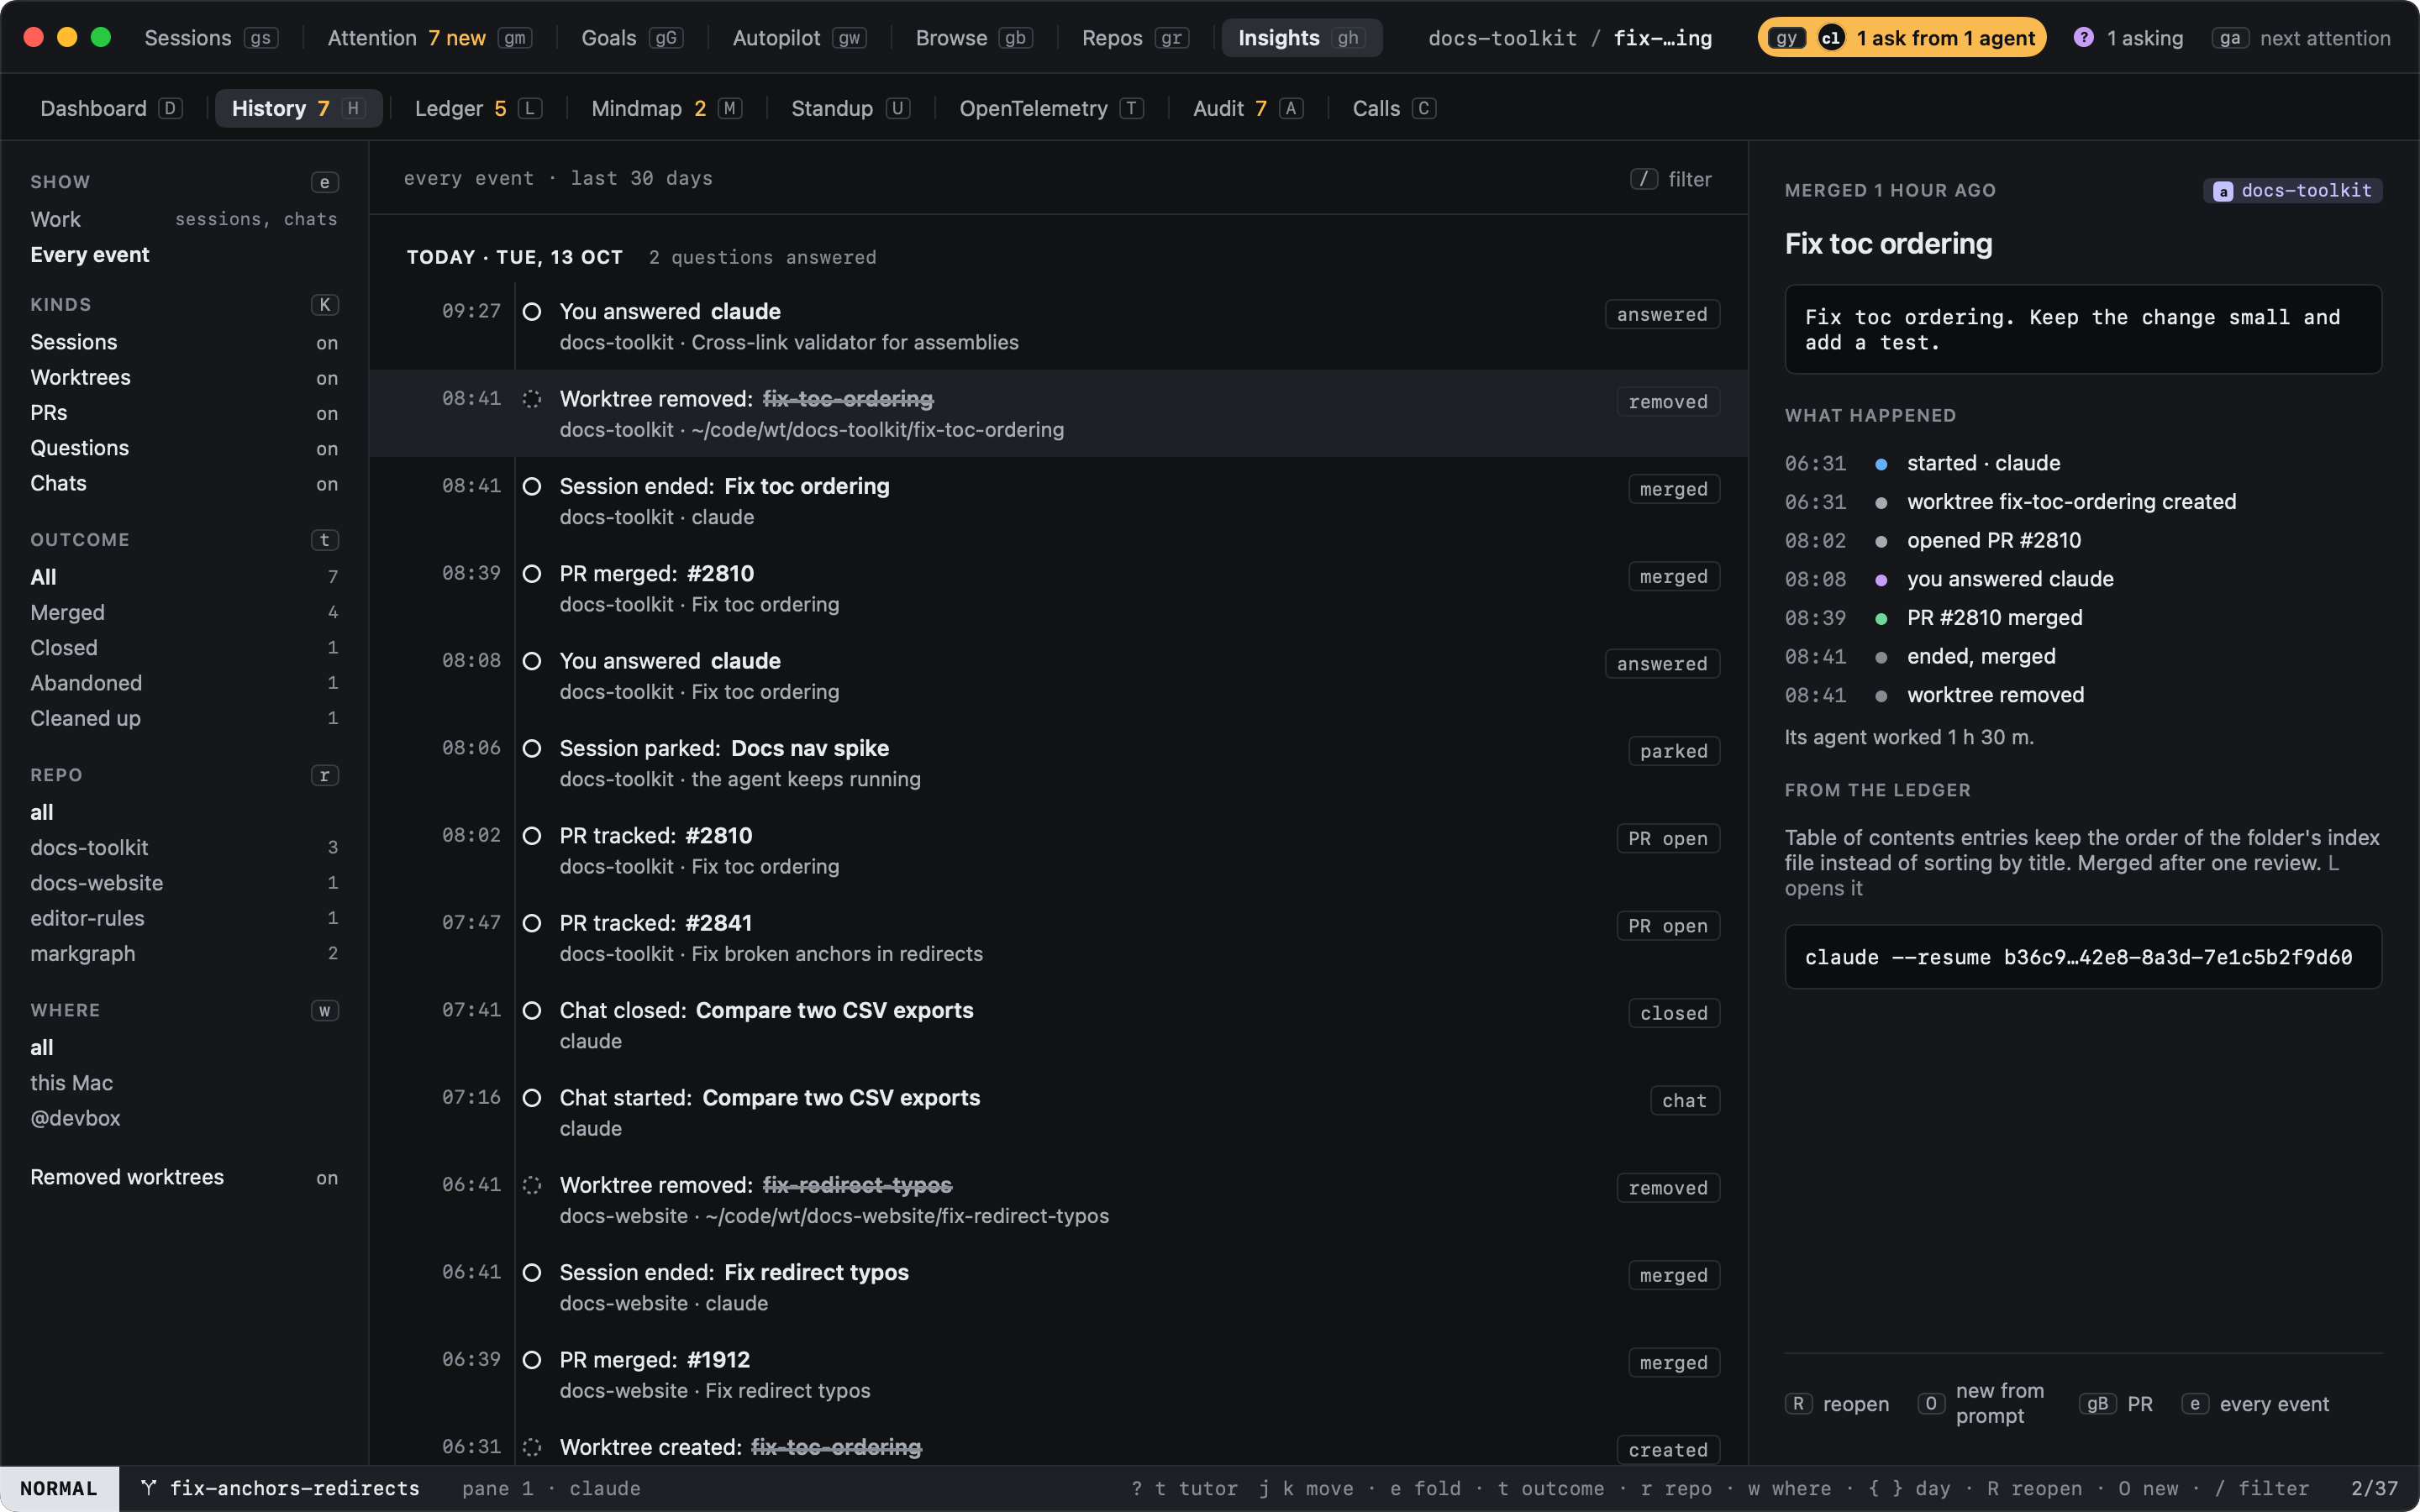 Sessions gs Attention 7 new gm Goals gG Autopilot gw Browse gb Repos gr Insights gh docs-toolkit / fix-…ing gy cl 1 ask from 1 agent ? 1 asking ga next attention
Dashboard D History 7 H Ledger 5 L Mindmap 2 M Standup U OpenTelemetry T Audit 7 A Calls C
SHOW e
Work sessions, chats
Every event
KINDS K
Sessions on
Worktrees on
PRs on
Questions on
Chats on
OUTCOME t
All 7
Merged 4
Closed 1
Abandoned 1
Cleaned up 1
REPO r
all
docs-toolkit 3
docs-website 1
editor-rules 1
markgraph 2
WHERE w
all
this Mac
@devbox
Removed worktrees on
every event · last 30 days / filter
TODAY · TUE, 13 OCT 2 questions answered
09:27 You answered claude answered
docs-toolkit · Cross-link validator for assemblies
08:41 Worktree removed: fix-toc-ordering removed
docs-toolkit · ~/code/wt/docs-toolkit/fix-toc-ordering
08:41 Session ended: Fix toc ordering merged
docs-toolkit · claude
08:39 PR merged: #2810 merged
docs-toolkit · Fix toc ordering
08:08 You answered claude answered
docs-toolkit · Fix toc ordering
08:06 Session parked: Docs nav spike parked
docs-toolkit · the agent keeps running
08:02 PR tracked: #2810 PR open
docs-toolkit · Fix toc ordering
07:47 PR tracked: #2841 PR open
docs-toolkit · Fix broken anchors in redirects
07:41 Chat closed: Compare two CSV exports closed
claude
07:16 Chat started: Compare two CSV exports chat
claude
06:41 Worktree removed: fix-redirect-typos removed
docs-website · ~/code/wt/docs-website/fix-redirect-typos
06:41 Session ended: Fix redirect typos merged
docs-website · claude
06:39 PR merged: #1912 merged
docs-website · Fix redirect typos
06:31 Worktree created: fix-toc-ordering created
MERGED 1 HOUR AGO a docs-toolkit
Fix toc ordering
Fix toc ordering. Keep the change small and
add a test.
WHAT HAPPENED
06:31 started · claude
06:31 worktree fix-toc-ordering created
08:02 opened PR #2810
08:08 you answered claude
08:39 PR #2810 merged
08:41 ended, merged
08:41 worktree removed
Its agent worked 1 h 30 m.
FROM THE LEDGER
Table of contents entries keep the order of the folder's index
file instead of sorting by title. Merged after one review. L
opens it
claude --resume b36c9…42e8-8a3d-7e1c5b2f9d60
R reopen O new from prompt gB PR e every event
NORMAL fix-anchors-redirects pane 1 · claude ? t tutor j k move · e fold · t outcome · r repo · w where · { } day · R reopen · O new · / filter 2/37